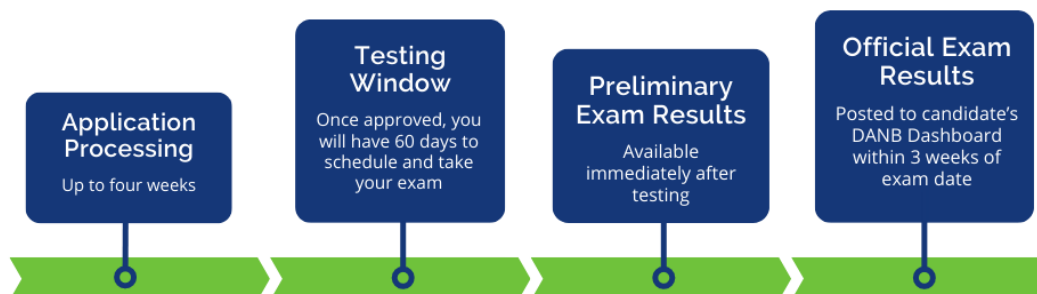 Application
Processing
Up to four weeks
Testing
Window
Once approved, you
will have 60 days to
schedule and take
your exam
Preliminary
Exam Results
Available
immediately after
testing
Official Exam
Results
Posted to candidate's
DANB Dashboard
within 3 weeks of
exam date